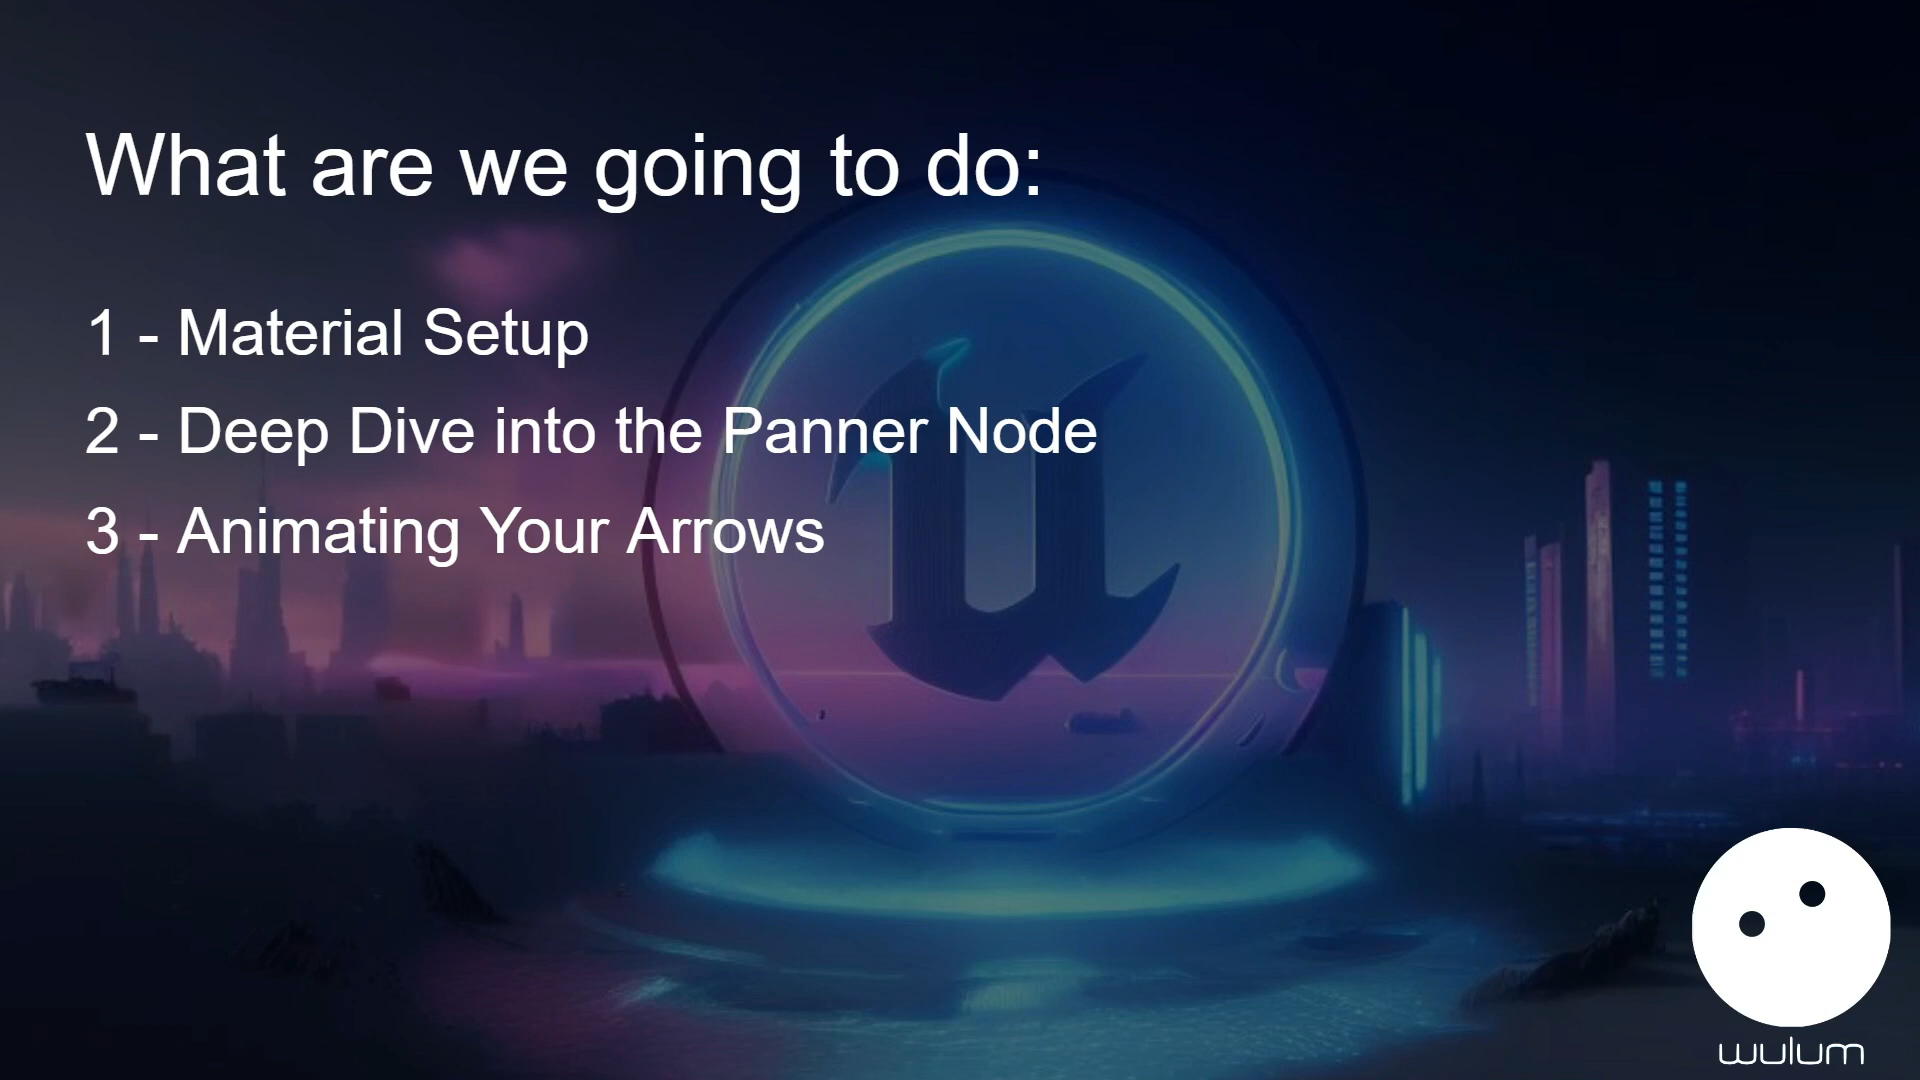 What are we going to do:
1 - Material Setup
2 - Deep Dive into the Panner Node
3 - Animating Your Arrows
wulum